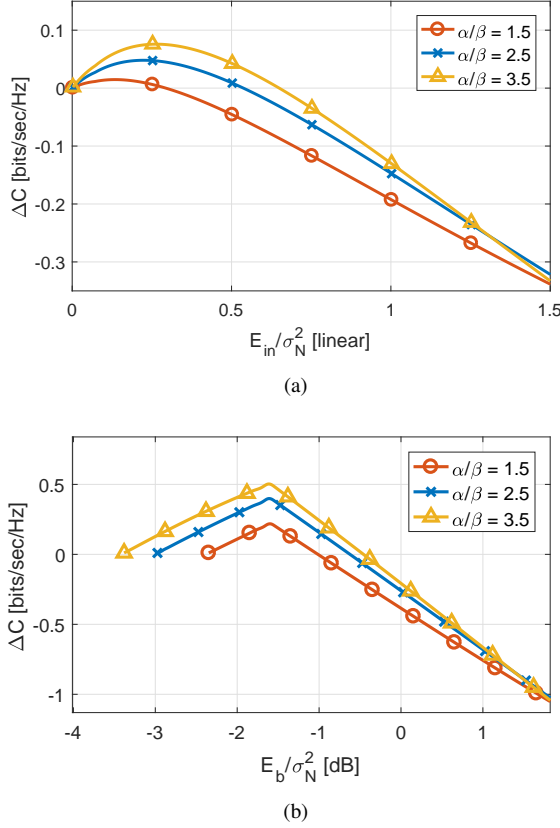 0.1
0
-0.1
-0.2
-0.3
ΔC [bits/sec/Hz]
α/β = 1.5
α/β = 2.5
α/β = 3.5
0 0.5 1 1.5
E_in/σ_N^2 [linear]
(a)
0.5
0
-0.5
-1
ΔC [bits/sec/Hz]
α/β = 1.5
α/β = 2.5
α/β = 3.5
-4 -3 -2 -1 0 1
E_b/σ_N^2 [dB]
(b)